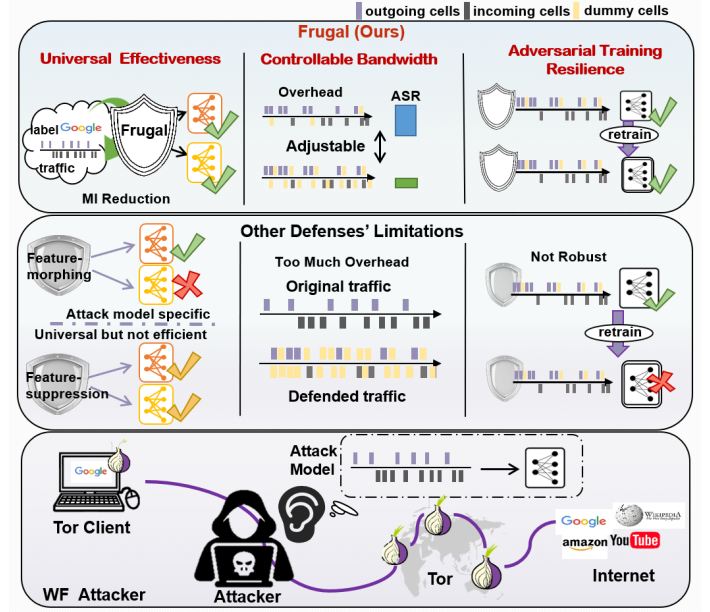 outgoing cells incoming cells dummy cells
Frugal (Ours)
Universal Effectiveness
label Google
traffic
Frugal
MI Reduction
Controllable Bandwidth
Overhead
ASR
Adjustable
Adversarial Training
Resilience
retrain
Other Defenses' Limitations
Feature-
morphing
Attack model specific
Universal but not efficient
Feature-
suppression
Too Much Overhead
Original traffic
Defended traffic
Not Robust
retrain
Google
Tor Client
WF Attacker
Attacker
Attack
Model
Tor
Google
WIKIPEDIA
amazon
YouTube
Internet